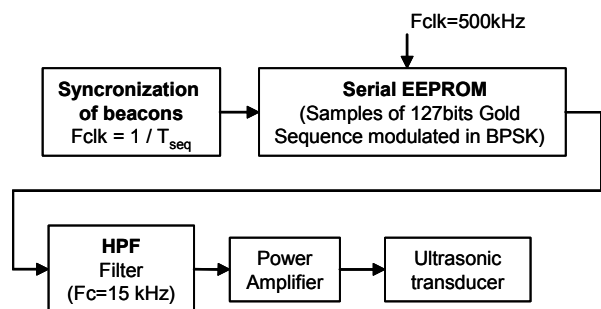 Fclk=500kHz
Syncronization
of beacons
Fclk = 1 / Tseq
Serial EEPROM
(Samples of 127bits Gold
Sequence modulated in BPSK)
HPF
Filter
(Fc=15 kHz)
Power
Amplifier
Ultrasonic
transducer